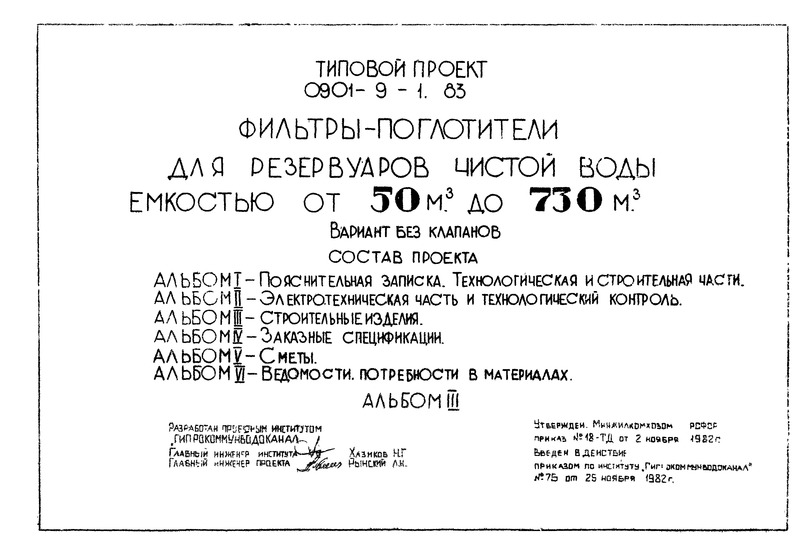 ТИПОВОЙ ПРОЕКТ
0901-9-1.83
ФИЛЬТРЫ-ПОГЛОТИТЕЛИ
ДЛЯ РЕЗЕРВУАРОВ ЧИСТОЙ ВОДЫ
ЕМКОСТЬЮ ОТ 50 М.³ ДО 730 М.³
ВАРИАНТ БЕЗ КЛАПАНОВ
СОСТАВ ПРОЕКТА
АЛЬБОМ I – ПОЯСНИТЕЛЬНАЯ ЗАПИСКА. ТЕХНОЛОГИЧЕСКАЯ И СТРОИТЕЛЬНАЯ ЧАСТИ.
АЛЬБОМ II – ЭЛЕКТРОТЕХНИЧЕСКАЯ ЧАСТЬ И ТЕХНОЛОГИЧЕСКИЙ КОНТРОЛЬ.
АЛЬБОМ III – СТРОИТЕЛЬНЫЕ ИЗДЕЛИЯ.
АЛЬБОМ IV – ЗАКАЗНЫЕ СПЕЦИФИКАЦИИ.
АЛЬБОМ V – СМЕТЫ.
АЛЬБОМ VI – ВЕДОМОСТИ. ПОТРЕБНОСТИ В МАТЕРИАЛАХ.
АЛЬБОМ III
РАЗРАБОТАН ПРОЕКТНЫМ ИНСТИТУТОМ
„ГИПРОКОММУНВОДОКАНАЛ"
ГЛАВНЫЙ ИНЖЕНЕР ИНСТИТУТА ХАЗИКОВ Н.Г
ГЛАВНЫЙ ИНЖЕНЕР ПРОЕКТА РЫНСКИЙ Л.Н.
УТВЕРЖДЕН. МИНЖИЛКОМХОЗОМ РСФСР
ПРИКАЗ №18-ТД ОТ 2 НОЯБРЯ 1982г.
ВВЕДЕН В ДЕЙСТВИЕ
ПРИКАЗОМ ПО ИНСТИТУТУ „ГИПРОКОММУНВОДОКАНАЛ"
№75 ОТ 25 НОЯБРЯ 1982г.